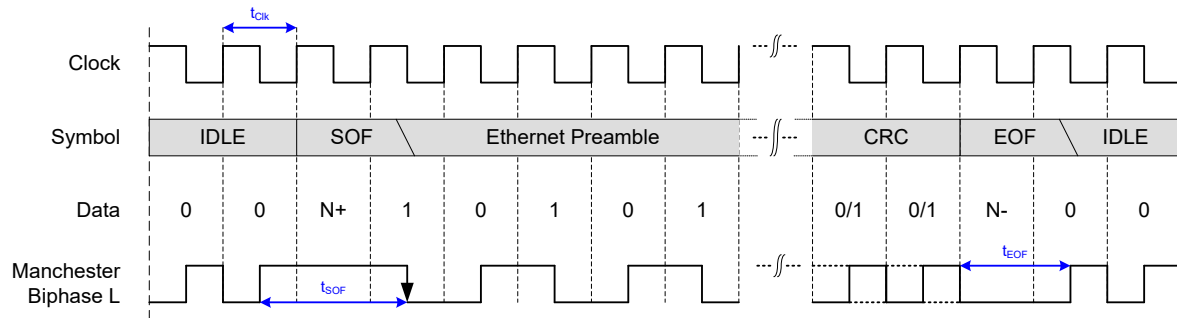 tClk
Clock
Symbol IDLE SOF Ethernet Preamble CRC EOF IDLE
Data 0 0 N+ 1 0 1 0 1 0/1 0/1 N- 0 0
Manchester
Biphase L
tSOF
tEOF